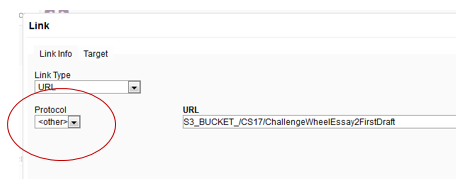 Link
Link Info Target
Link Type
URL
Protocol URL
<other> S3_BUCKET_/CS17/ChallengeWheelEssay2FirstDraft